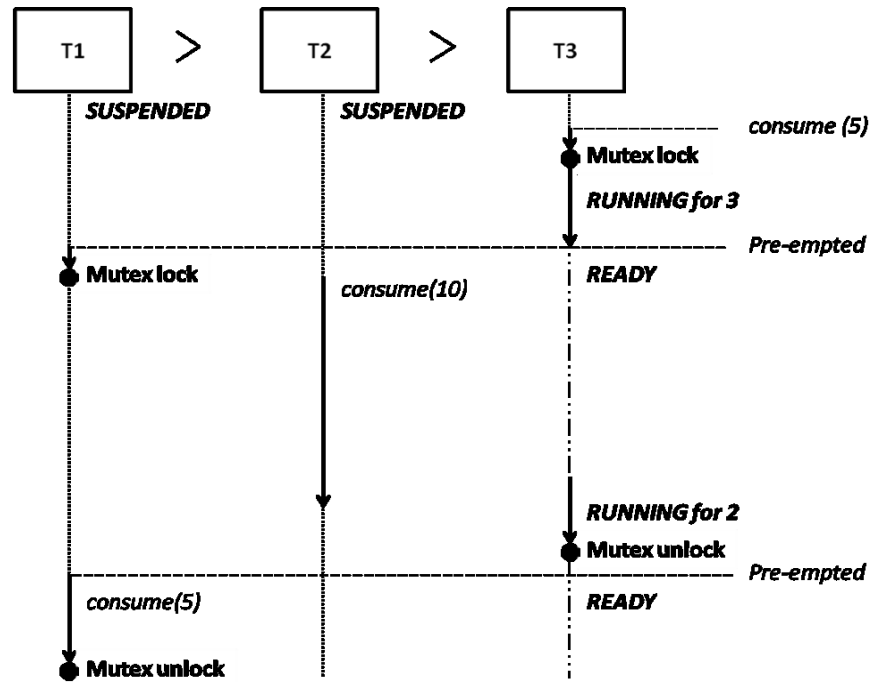 T1 > T2 > T3
SUSPENDED SUSPENDED
consume (5)
Mutex lock
RUNNING for 3
Pre-empted
Mutex lock READY
consume(10)
RUNNING for 2
Mutex unlock
Pre-empted
consume(5) READY
Mutex unlock